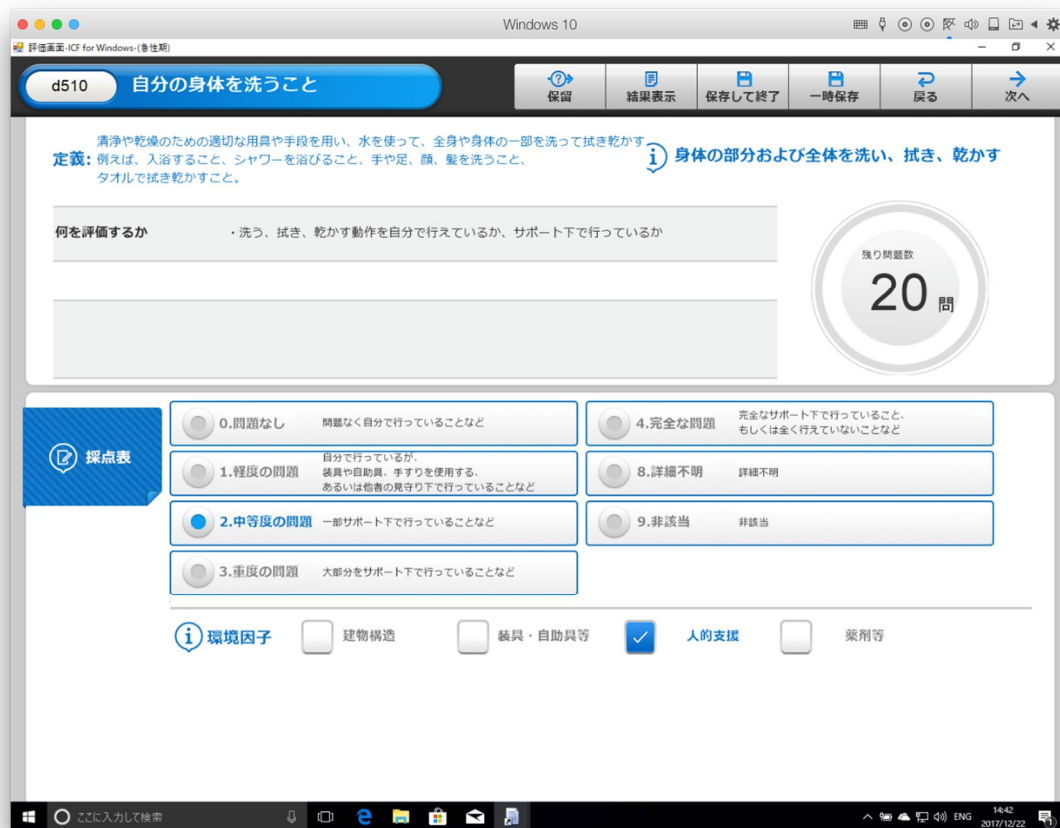 Windows 10
評価画面-ICF for Windows-(急性期)
d510 自分の身体を洗うこと
保留 結果表示 保存して終了 一時保存 戻る 次へ
清浄や乾燥のための適切な用具や手段を用い、水を使って、全身や身体の一部を洗って拭き乾かす
定義: 例えば、入浴すること、シャワーを浴びること、手や足、顔、髪を洗うこと、
タオルで拭き乾かすこと。
身体の部分および全体を洗い、拭き、乾かす
何を評価するか ・洗う、拭き、乾かす動作を自分で行えているか、サポート下で行っているか
残り問題数
20 問
採点表
0.問題なし 問題なく自分で行っていることなど
1.軽度の問題 自分で行っているが、
装具や自助具、手すりを使用する、
あるいは他者の見守り下で行っていることなど
2.中等度の問題 一部サポート下で行っていることなど
3.重度の問題 大部分をサポート下で行っていることなど
4.完全な問題 完全なサポート下で行っていること、
もしくは全く行えていないことなど
8.詳細不明 詳細不明
9.非該当 非該当
環境因子 建物構造 装具・自助具等 人的支援 薬剤等
ここに入力して検索
ENG
14:42
2017/12/22